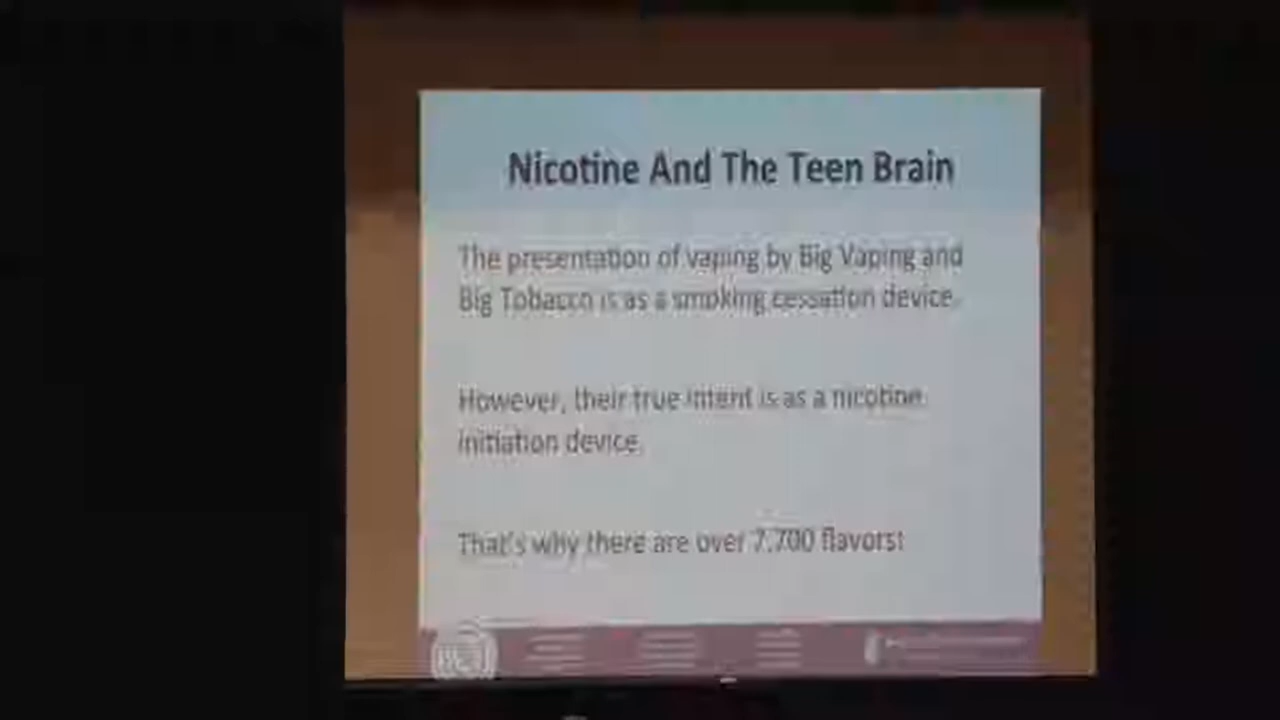 Nicotine And The Teen Brain
The presentation of vaping by Big Vaping and
Big Tobacco is as a smoking cessation device.
However, their true intent is as a nicotine
initiation device.
That's why there are over 7,700 flavors!